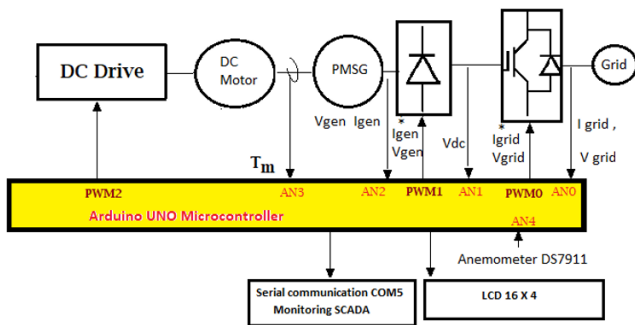 DC Drive
DC
Motor
PMSG
Grid
Vgen Igen
*
Igen
Vgen
Vdc
*
Igrid
Vgrid
I grid ,
V grid
Tm
PWM2
AN3
AN2
PWM1
AN1
PWM0
AN0
Arduino UNO Microcontroller
AN4
Anemometer DS7911
Serial communication COM5
Monitoring SCADA
LCD 16 X 4